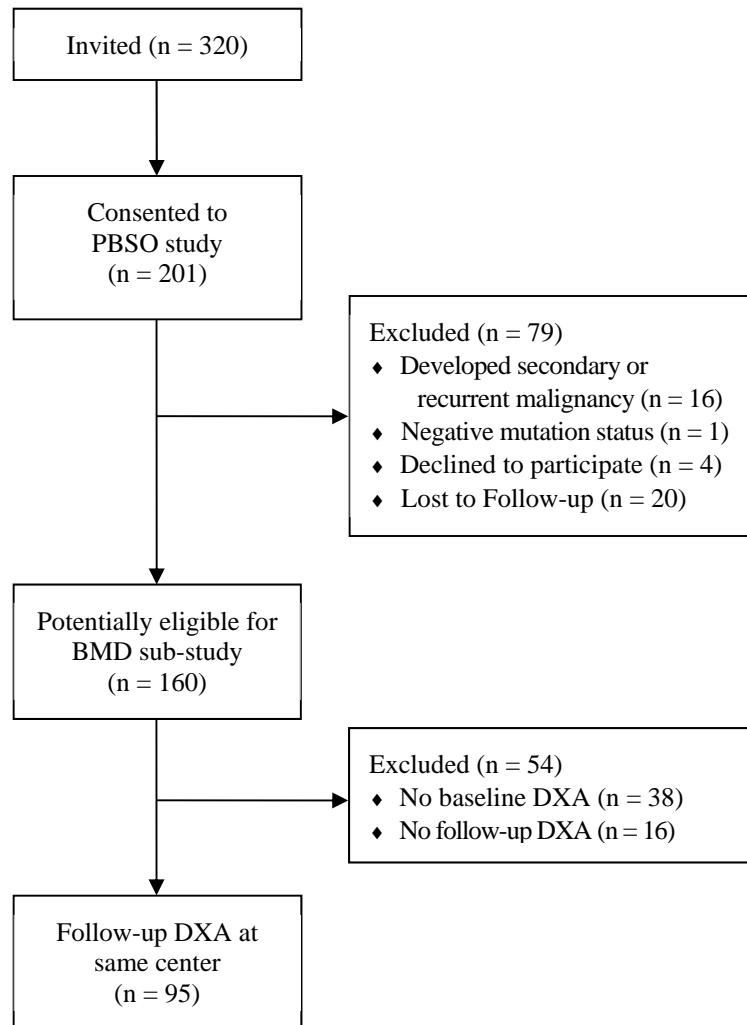 Invited (n = 320)
Consented to
PBSO study
(n = 201)
Excluded (n = 79)
♦ Developed secondary or
recurrent malignancy (n = 16)
♦ Negative mutation status (n = 1)
♦ Declined to participate (n = 4)
♦ Lost to Follow-up (n = 20)
Potentially eligible for
BMD sub-study
(n = 160)
Excluded (n = 54)
♦ No baseline DXA (n = 38)
♦ No follow-up DXA (n = 16)
Follow-up DXA at
same center
(n = 95)